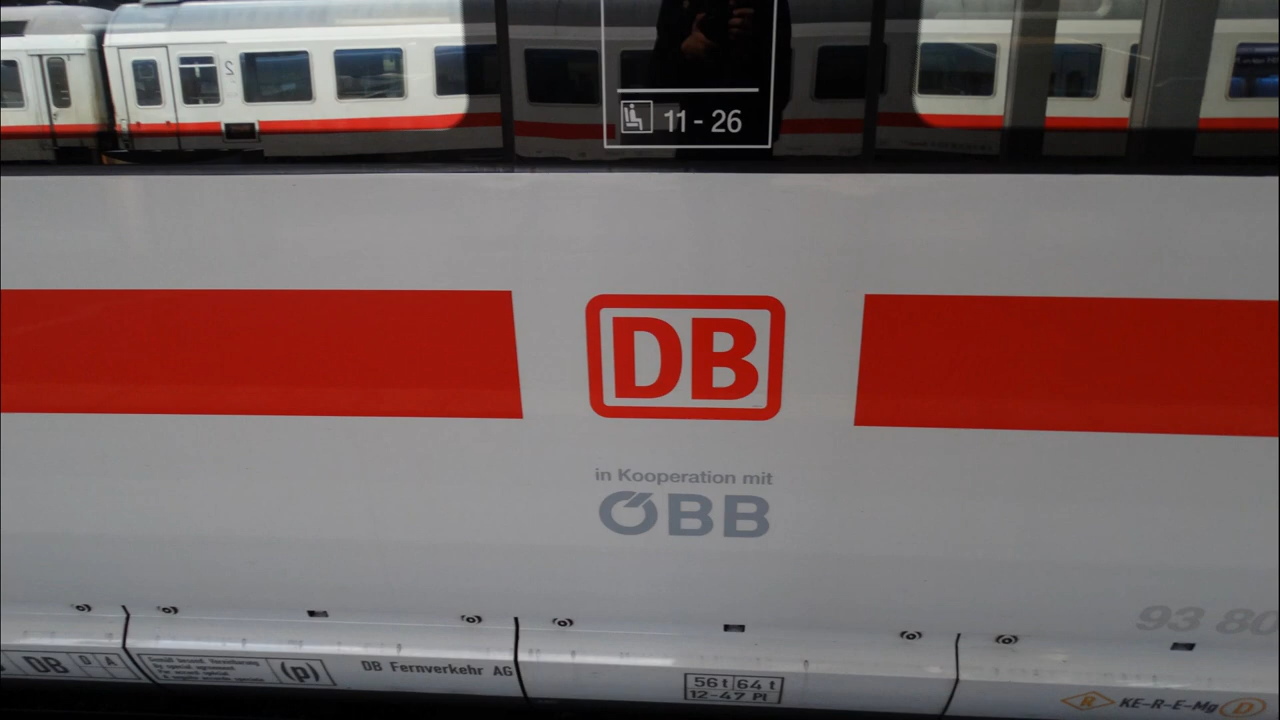 2
11 - 26
DB
in Kooperation mit
ÖBB
93 80
DB D A
(p)
DB Fernverkehr AG
56 t 64 t
12-47 Pl
R KE-R-E-Mg D